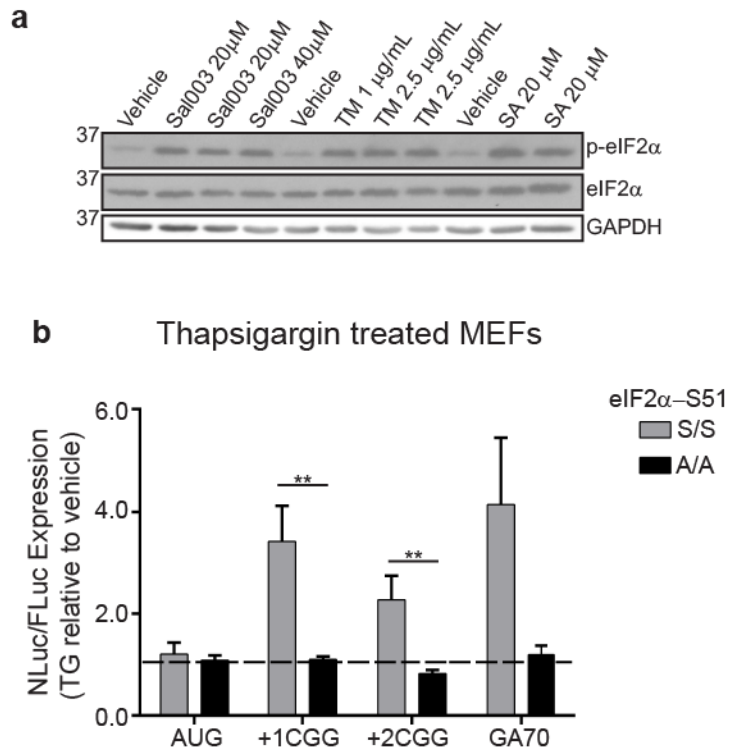 a
Vehicle
Sal003 20μM
Sal003 20μM
Sal003 40μM
Vehicle
TM 1 μg/mL
TM 2.5 μg/mL
TM 2.5 μg/mL
Vehicle
SA 20 μM
SA 20 μM
37
p-eIF2α
37
eIF2α
37
GAPDH
b
Thapsigargin treated MEFs
NLuc/FLuc Expression
(TG relative to vehicle)
6.0
4.0
2.0
0.0
**
**
eIF2α–S51
S/S
A/A
AUG
+1CGG
+2CGG
GA70